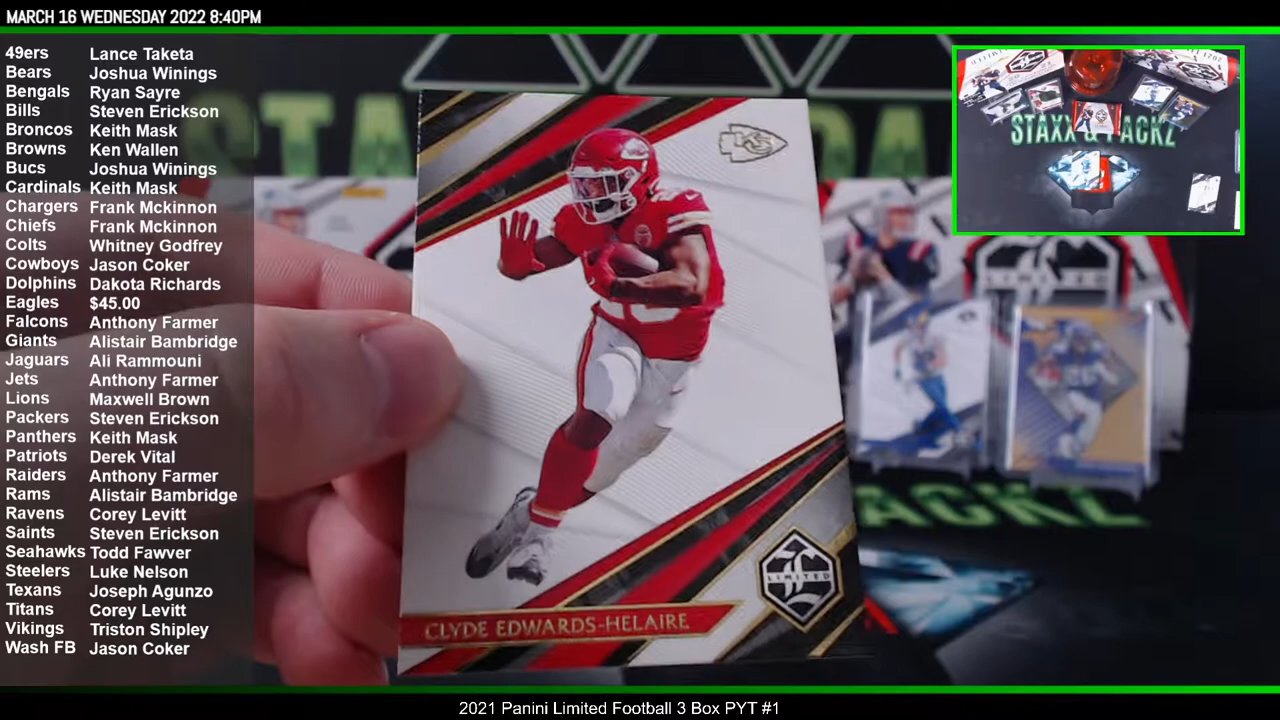 MARCH 16 WEDNESDAY 2022 8:40PM
49ers Lance Taketa
Bears Joshua Winings
Bengals Ryan Sayre
Bills Steven Erickson
Broncos Keith Mask
Browns Ken Wallen
Bucs Joshua Winings
Cardinals Keith Mask
Chargers Frank Mckinnon
Chiefs Frank Mckinnon
Colts Whitney Godfrey
Cowboys Jason Coker
Dolphins Dakota Richards
Eagles $45.00
Falcons Anthony Farmer
Giants Alistair Bambridge
Jaguars Ali Rammouni
Jets Anthony Farmer
Lions Maxwell Brown
Packers Steven Erickson
Panthers Keith Mask
Patriots Derek Vital
Raiders Anthony Farmer
Rams Alistair Bambridge
Ravens Corey Levitt
Saints Steven Erickson
Seahawks Todd Fawver
Steelers Luke Nelson
Texans Joseph Agunzo
Titans Corey Levitt
Vikings Triston Shipley
Wash FB Jason Coker
STAXX & PACKZ
LIMITED
CLYDE EDWARDS-HELAIRE
2021 Panini Limited Football 3 Box PYT #1